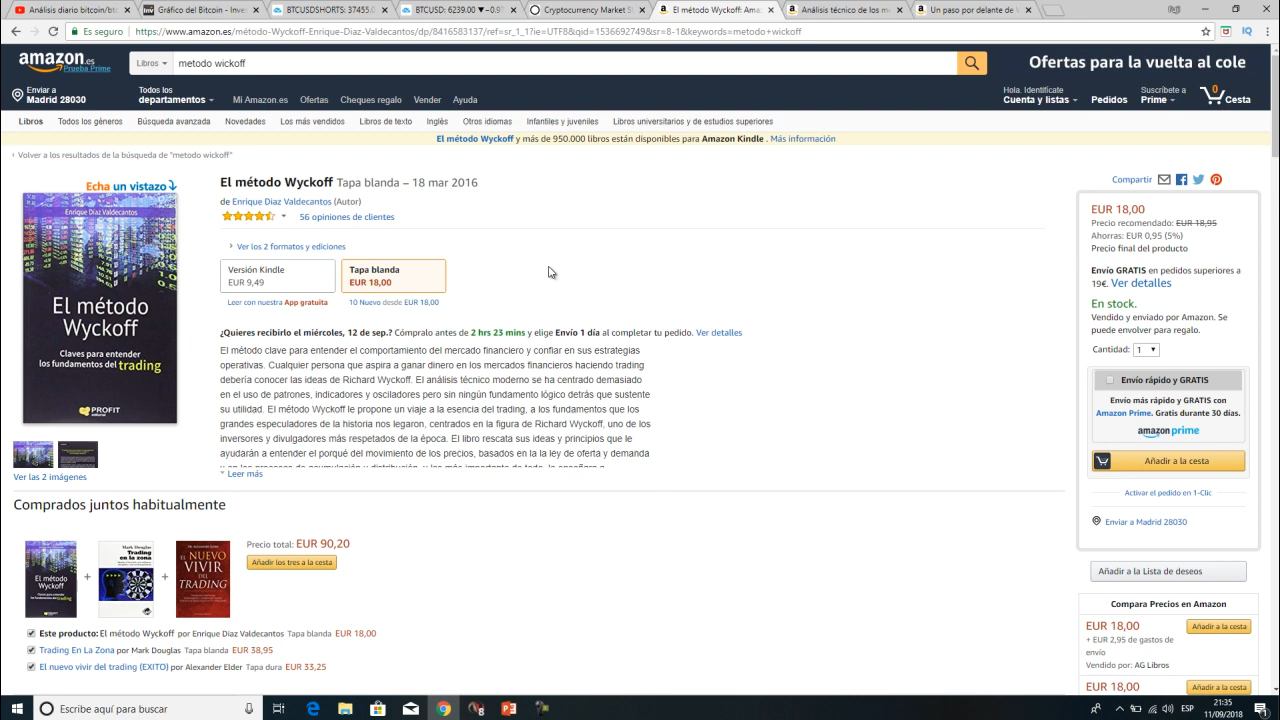 Análisis diario bitcoin/bt
Gráfico del Bitcoin - Inve
BTCUSDSHORTS: 37455.0
BTCUSD: 6239.00 ▼−0.9
Cryptocurrency Market S
El método Wyckoff: Ama
Análisis técnico de los m
Un paso por delante de W
Es seguro
https://www.amazon.es/método-Wyckoff-Enrique-Diaz-Valdecantos/dp/8416583137/ref=sr_1_1?ie=UTF8&qid=1536692749&sr=8-1&keywords=metodo+wickoff
amazon.es
Prueba Prime
Libros
metodo wickoff
Ofertas para la vuelta al cole
Enviar a
Madrid 28030
Todos los
departamentos
Mi Amazon.es
Ofertas
Cheques regalo
Vender
Ayuda
Hola. Identifícate
Cuenta y listas
Pedidos
Suscríbete a
Prime
0
Cesta
Libros
Todos los géneros
Búsqueda avanzada
Novedades
Los más vendidos
Libros de texto
Inglés
Otros idiomas
Infantiles y juveniles
Libros universitarios y de estudios superiores
El método Wyckoff y más de 950.000 libros están disponibles para Amazon Kindle . Más información
‹ Volver a los resultados de la búsqueda de "metodo wickoff"
Echa un vistazo
Enrique Díaz Valdecantos
El método
Wyckoff
Claves para entender
los fundamentos del trading
PROFIT
editorial
Ver las 2 imágenes
El método Wyckoff Tapa blanda – 18 mar 2016
de Enrique Diaz Valdecantos (Autor)
56 opiniones de clientes
Ver los 2 formatos y ediciones
Versión Kindle
EUR 9,49
Tapa blanda
EUR 18,00
Leer con nuestra App gratuita
10 Nuevo desde EUR 18,00
¿Quieres recibirlo el miércoles, 12 de sep.? Cómpralo antes de 2 hrs 23 mins y elige Envío 1 día al completar tu pedido. Ver detalles
El método clave para entender el comportamiento del mercado financiero y confiar en sus estrategias
operativas. Cualquier persona que aspira a ganar dinero en los mercados financieros haciendo trading
debería conocer las ideas de Richard Wyckoff. El análisis técnico moderno se ha centrado demasiado
en el uso de patrones, indicadores y osciladores pero sin ningún fundamento lógico detrás que sustente
su utilidad. El método Wyckoff le propone un viaje a la esencia del trading, a los fundamentos que los
grandes especuladores de la historia nos legaron, centrados en la figura de Richard Wyckoff, uno de los
inversores y divulgadores más respetados de la época. El libro rescata sus ideas y principios que le
ayudarán a entender el porqué del movimiento de los precios, basados en la la ley de oferta y demanda
Leer más
Compartir
EUR 18,00
Precio recomendado: EUR 18,95
Ahorras: EUR 0,95 (5%)
Precio final del producto
Envío GRATIS en pedidos superiores a
19€. Ver detalles
En stock.
Vendido y enviado por Amazon. Se
puede envolver para regalo.
Cantidad: 1
Envío rápido y GRATIS
Envío más rápido y GRATIS con
Amazon Prime. Gratis durante 30 días.
amazon prime
Añadir a la cesta
Activar el pedido en 1-Clic
Enviar a Madrid 28030
Añadir a la Lista de deseos
Compara Precios en Amazon
EUR 18,00
Añadir a la cesta
+ EUR 2,95 de gastos de
envío
Vendido por: AG Libros
EUR 18,00
Añadir a la cesta
Comprados juntos habitualmente
El método
Wyckoff
+
Mark Douglas
Trading
en la zona
+
EL NUEVO
VIVIR
DEL
TRADING
Precio total: EUR 90,20
Añadir los tres a la cesta
Este producto: El método Wyckoff por Enrique Diaz Valdecantos Tapa blanda EUR 18,00
Trading En La Zona por Mark Douglas Tapa blanda EUR 38,95
El nuevo vivir del trading (EXITO) por Alexander Elder Tapa dura EUR 33,25
Escribe aquí para buscar
ESP
21:35
11/09/2018